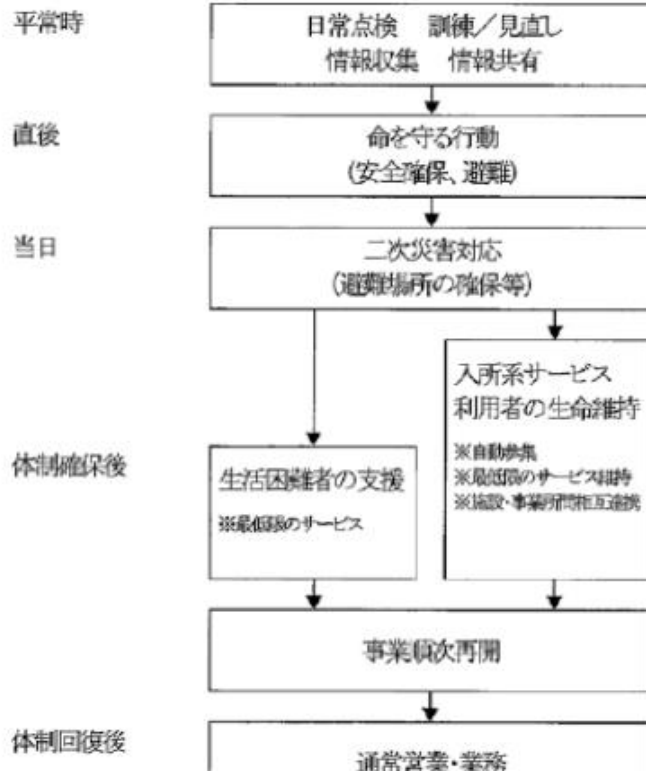 平常時
日常点検 訓練／見直し
情報収集 情報共有
直後
命を守る行動
(安全確保、避難)
当日
二次災害対応
(避難場所の確保等)
入所系サービス
利用者の生命維持
※自動参集
※最低限のサービス維持
※施設・事業所間相互連携
体制確保後
生活困難者の支援
※最低限のサービス
事業順次再開
体制回復後
通常営業・業務